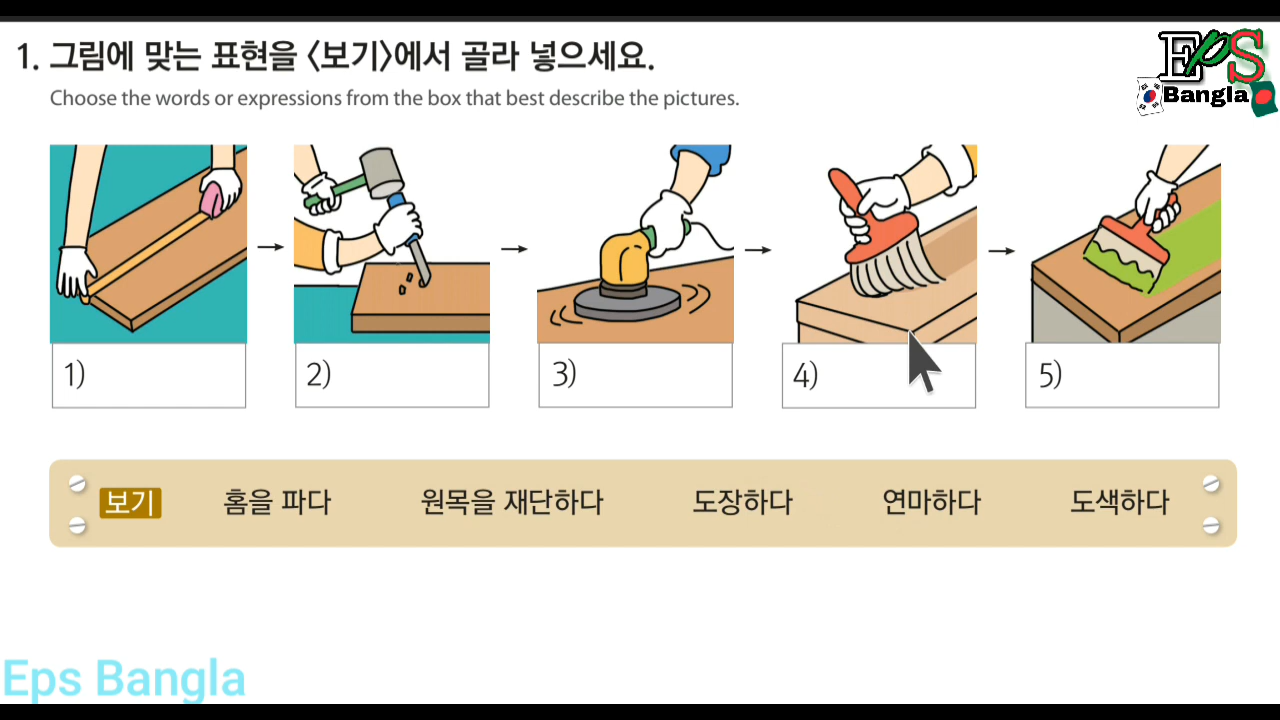 1. 그림에 맞는 표현을 〈보기〉에서 골라 넣으세요.
Choose the words or expressions from the box that best describe the pictures.
EPS
Bangla
1) 2) 3) 4) 5)
보기 홈을 파다 원목을 재단하다 도장하다 연마하다 도색하다
Eps Bangla